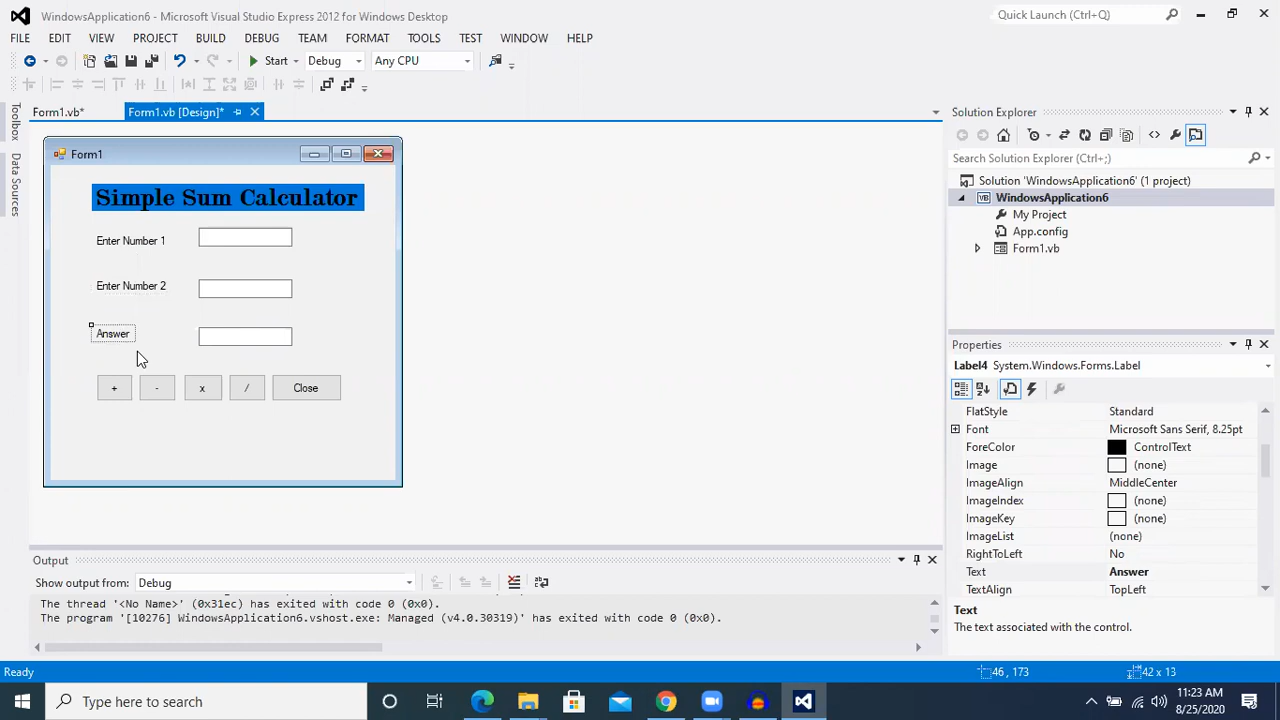 WindowsApplication6 - Microsoft Visual Studio Express 2012 for Windows Desktop
Quick Launch (Ctrl+Q)
FILE EDIT VIEW PROJECT BUILD DEBUG TEAM FORMAT TOOLS TEST WINDOW HELP
Start Debug Any CPU
Toolbox
Data Sources
Form1.vb* Form1.vb [Design]*
Form1
Simple Sum Calculator
Enter Number 1
Enter Number 2
Answer
+ - x / Close
Solution Explorer
Search Solution Explorer (Ctrl+;)
Solution 'WindowsApplication6' (1 project)
VB WindowsApplication6
My Project
App.config
Form1.vb
Properties
Label4 System.Windows.Forms.Label
FlatStyle Standard
Font Microsoft Sans Serif, 8.25pt
ForeColor ControlText
Image (none)
ImageAlign MiddleCenter
ImageIndex (none)
ImageKey (none)
ImageList (none)
RightToLeft No
Text Answer
TextAlign TopLeft
Text
The text associated with the control.
Output
Show output from: Debug
The thread '<No Name>' (0x31ec) has exited with code 0 (0x0).
The program '[10276] WindowsApplication6.vshost.exe: Managed (v4.0.30319)' has exited with code 0 (0x0).
Ready 46 , 173 42 x 13
Type here to search
11:23 AM
8/25/2020